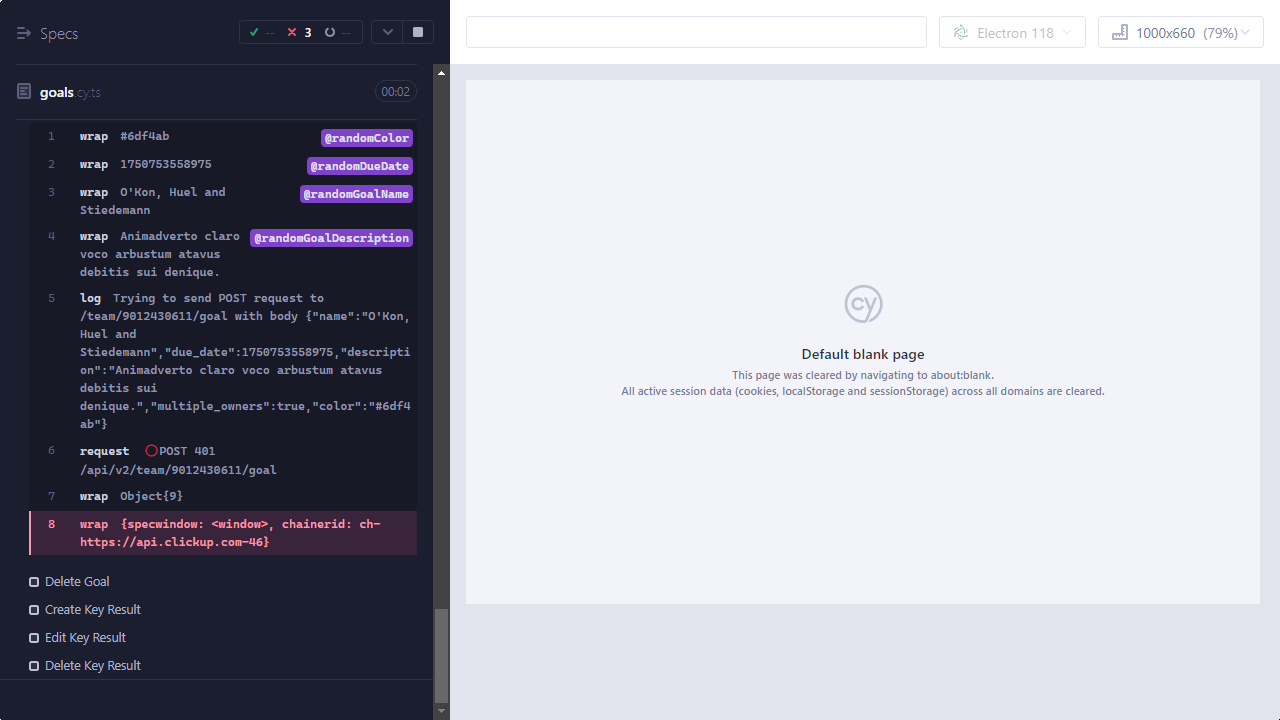 Specs
-- 3 --
Electron 118
1000x660 (79%)
goals.cy.ts
00:02
1 wrap #6df4ab @randomColor
2 wrap 1750753558975 @randomDueDate
3 wrap O'Kon, Huel and @randomGoalName
Stiedemann
4 wrap Animadverto claro @randomGoalDescription
voco arbustum atavus
debitis sui denique.
5 log Trying to send POST request to
/team/9012430611/goal with body {"name":"O'Kon,
Huel and
Stiedemann","due_date":1750753558975,"descripti
on":"Animadverto claro voco arbustum atavus
debitis sui
denique.","multiple_owners":true,"color":"#6df4
ab"}
6 request POST 401
/api/v2/team/9012430611/goal
7 wrap Object{9}
8 wrap {specwindow: <window>, chainerid: ch-
https://api.clickup.com-46}
Delete Goal
Create Key Result
Edit Key Result
Delete Key Result
cy
Default blank page
This page was cleared by navigating to about:blank.
All active session data (cookies, localStorage and sessionStorage) across all domains are cleared.